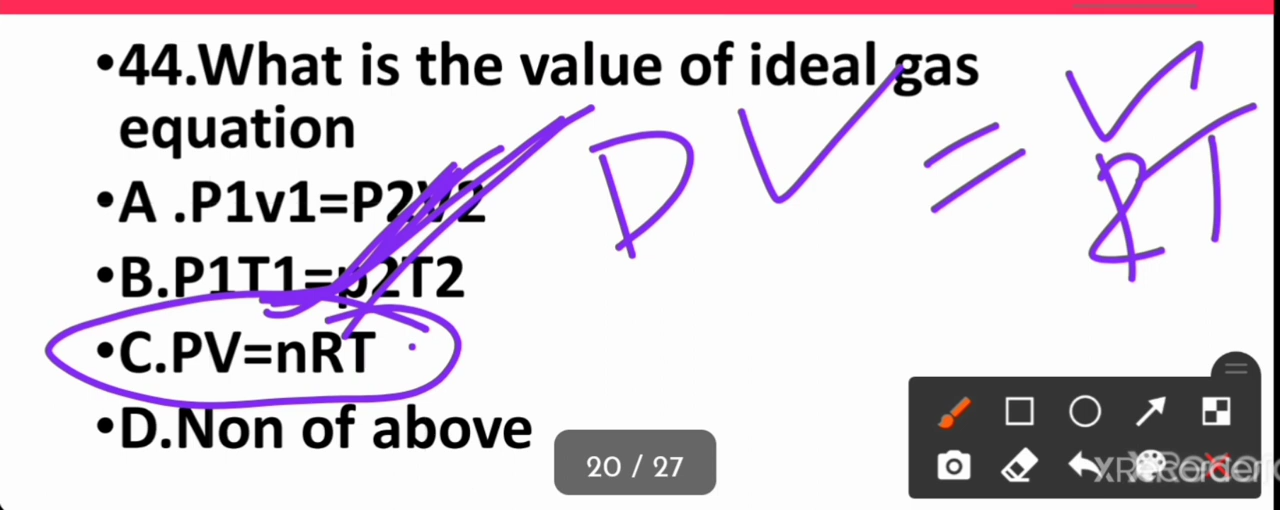 •44.What is the value of ideal gas
equation
•A .P1v1=P2V2
•B.P1T1=p2T2
•C.PV=nRT
•D.Non of above
PV = RT
20 / 27